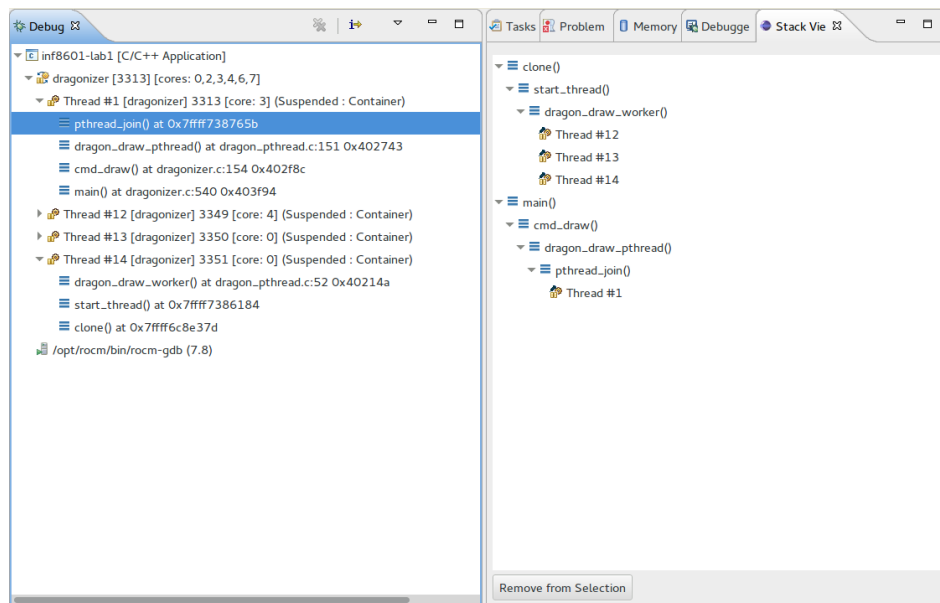 Debug
inf8601-lab1 [C/C++ Application]
dragonizer [3313] [cores: 0,2,3,4,6,7]
Thread #1 [dragonizer] 3313 [core: 3] (Suspended : Container)
pthread_join() at 0x7ffff738765b
dragon_draw_pthread() at dragon_pthread.c:151 0x402743
cmd_draw() at dragonizer.c:154 0x402f8c
main() at dragonizer.c:540 0x403f94
Thread #12 [dragonizer] 3349 [core: 4] (Suspended : Container)
Thread #13 [dragonizer] 3350 [core: 0] (Suspended : Container)
Thread #14 [dragonizer] 3351 [core: 0] (Suspended : Container)
dragon_draw_worker() at dragon_pthread.c:52 0x40214a
start_thread() at 0x7ffff7386184
clone() at 0x7ffff6c8e37d
/opt/rocm/bin/rocm-gdb (7.8)
Tasks Problem Memory Debugge Stack Vie
clone()
start_thread()
dragon_draw_worker()
Thread #12
Thread #13
Thread #14
main()
cmd_draw()
dragon_draw_pthread()
pthread_join()
Thread #1
Remove from Selection